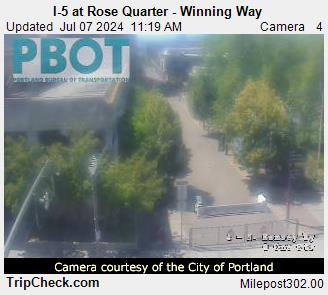 I-5 at Rose Quarter - Winning Way
Updated Jul 07 2024 11:19 AM Camera 4
PBOT
PORTLAND BUREAU OF TRANSPORTATION
Camera courtesy of the City of Portland
TripCheck.com Milepost302.00